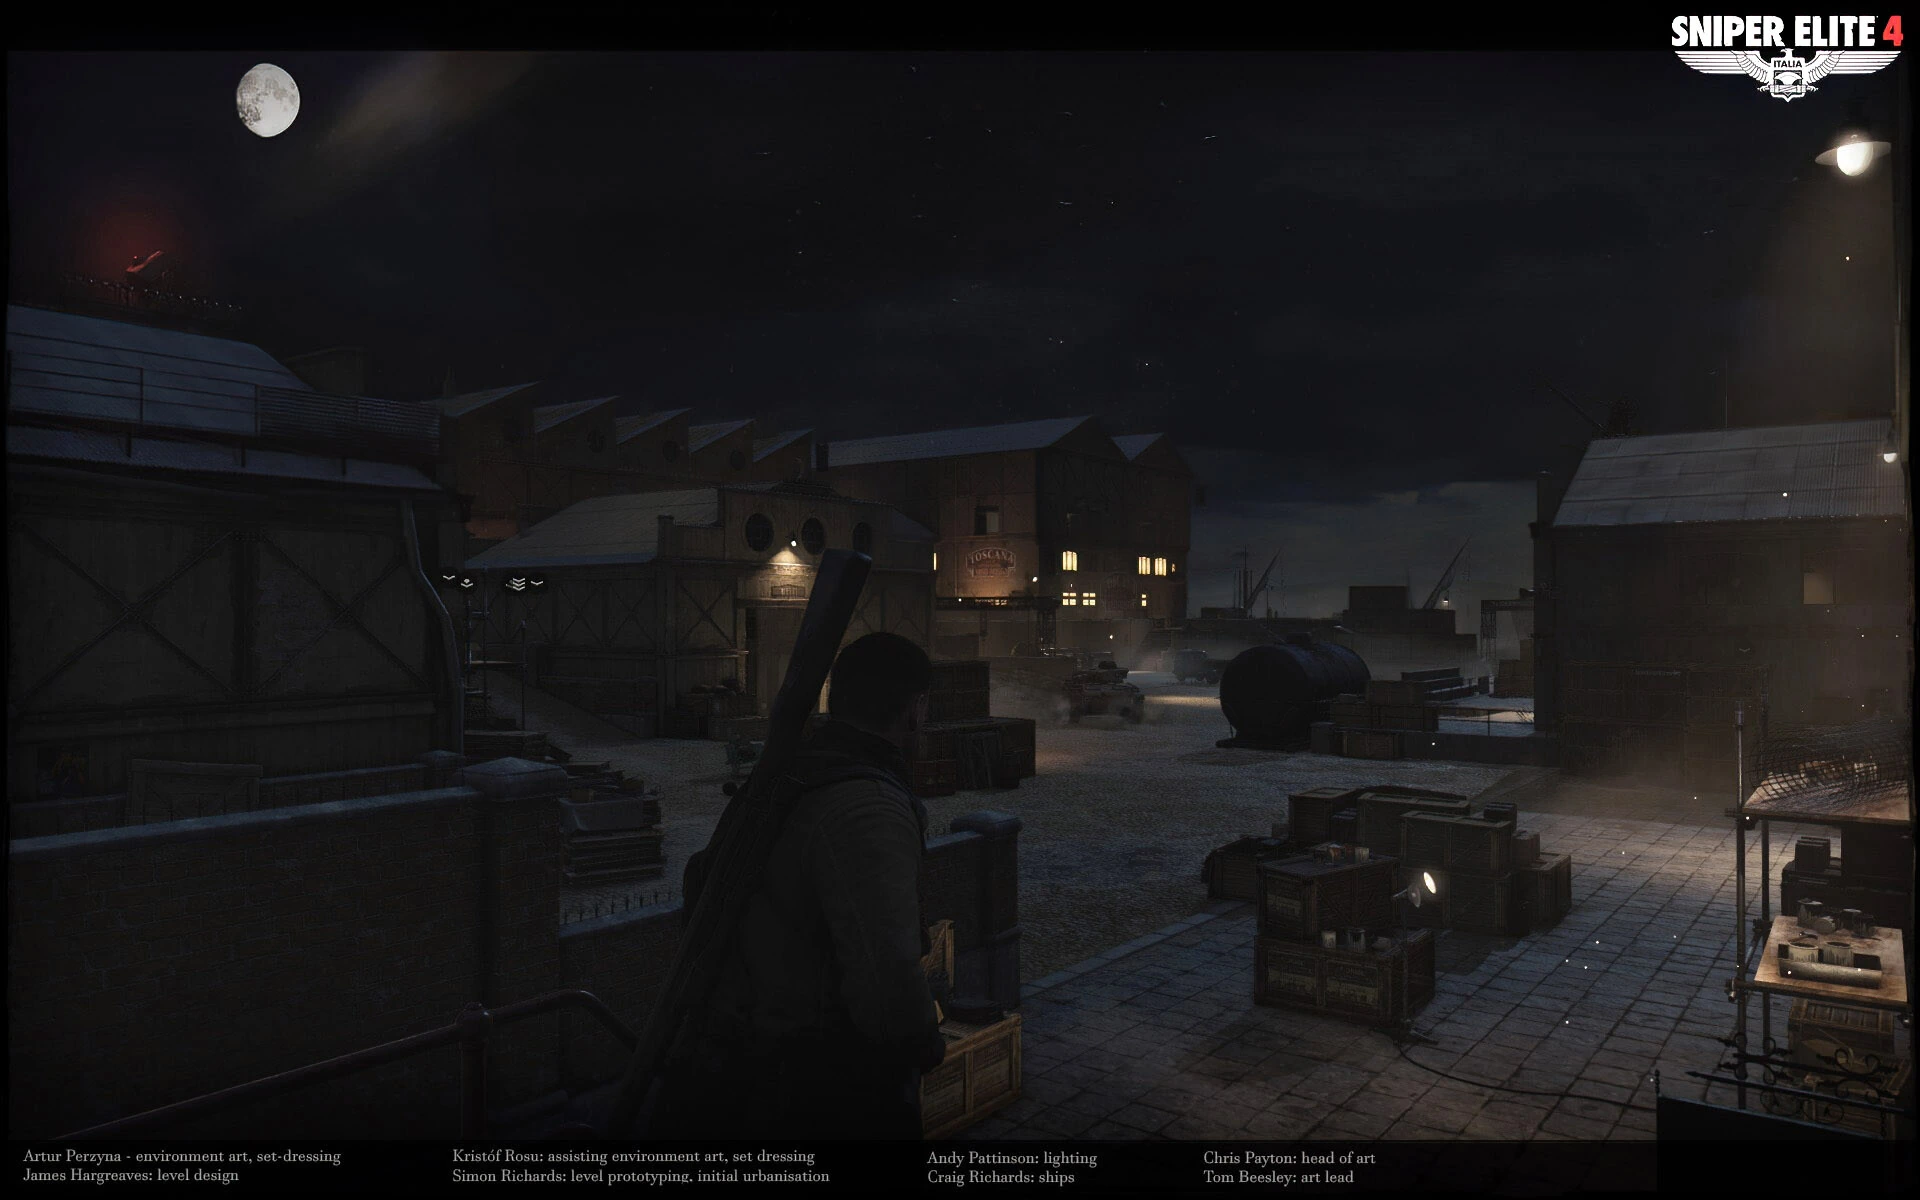 SNIPER ELITE 4
ITALIA
TOSCANA
Artur Perzyna - environment art, set-dressing
James Hargreaves: level design
Kristóf Rosu: assisting environment art, set dressing
Simon Richards: level prototyping, initial urbanisation
Andy Pattinson: lighting
Craig Richards: ships
Chris Payton: head of art
Tom Beesley: art lead